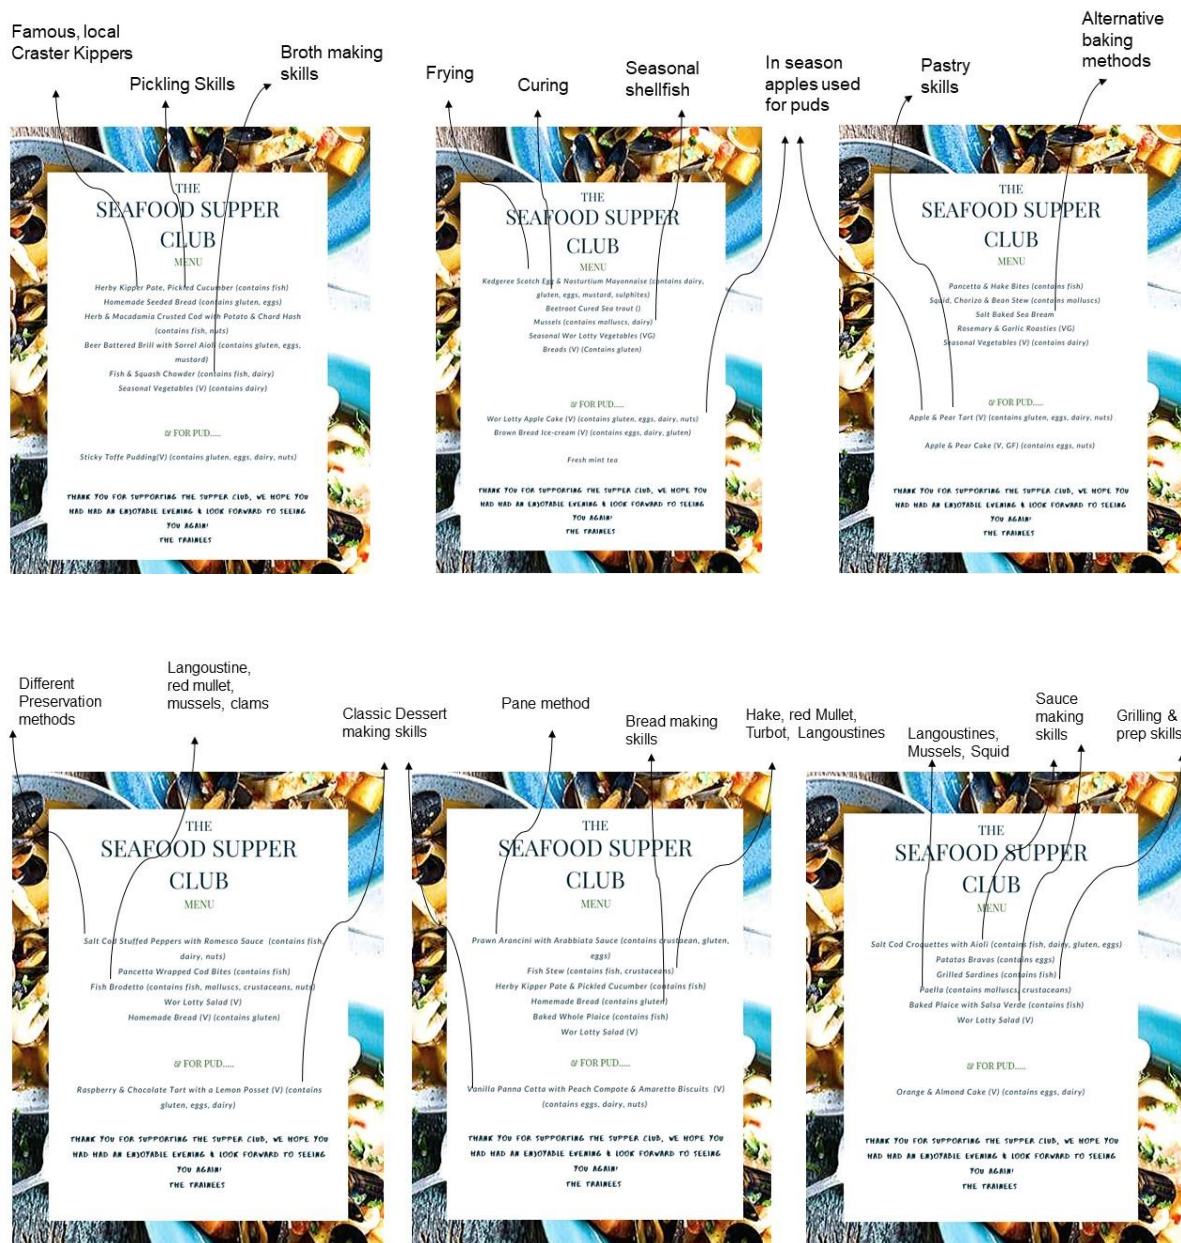 Famous, local
Craster Kippers
Pickling Skills
Broth making
skills
Frying
Curing
Seasonal
shellfish
In season
apples used
for puds
Pastry
skills
Alternative
baking
methods
THE
SEAFOOD SUPPER
CLUB
MENU
Herby Kipper Pate, Pickled Cucumber (contains fish)
Homemade Seeded Bread (contains gluten, eggs)
Herb & Macadamia Crusted Cod with Potato & Chard Hash
(contains fish, nuts)
Beer Battered Brill with Sorrel Aioli (contains gluten, eggs,
mustard)
Fish & Squash Chowder (contains fish, dairy)
Seasonal Vegetables (V) (contains dairy)
& FOR PUD.....
Sticky Toffe Pudding(V) (contains gluten, eggs, dairy, nuts)
THANK YOU FOR SUPPORTING THE SUPPER CLUB, WE HOPE YOU
HAD HAD AN ENJOYABLE EVENING & LOOK FORWARD TO SEEING
YOU AGAIN!
THE TRAINEES
THE
SEAFOOD SUPPER
CLUB
MENU
Kedgeree Scotch Egg & Nasturtium Mayonnaise (contains dairy,
gluten, eggs, mustard, sulphites)
Beetroot Cured Sea trout ()
Mussels (contains molluscs, dairy)
Seasonal Wor Lotty Vegetables (VG)
Breads (V) (Contains gluten)
& FOR PUD.....
Wor Lotty Apple Cake (V) (contains gluten, eggs, dairy, nuts)
Brown Bread Ice-cream (V) (contains eggs, dairy, gluten)
Fresh mint tea
THANK YOU FOR SUPPORTING THE SUPPER CLUB, WE HOPE YOU
HAD HAD AN ENJOYABLE EVENING & LOOK FORWARD TO SEEING
YOU AGAIN!
THE TRAINEES
THE
SEAFOOD SUPPER
CLUB
MENU
Pancetta & Hake Bites (contains fish)
Squid, Chorizo & Bean Stew (contains molluscs)
Salt Baked Sea Bream
Rosemary & Garlic Roasties (VG)
Seasonal Vegetables (V) (contains dairy)
& FOR PUD.....
Apple & Pear Tart (V) (contains gluten, eggs, dairy, nuts)
Apple & Pear Cake (V, GF) (contains eggs, nuts)
THANK YOU FOR SUPPORTING THE SUPPER CLUB, WE HOPE YOU
HAD HAD AN ENJOYABLE EVENING & LOOK FORWARD TO SEEING
YOU AGAIN!
THE TRAINEES
Different
Preservation
methods
Langoustine,
red mullet,
mussels, clams
Classic Dessert
making skills
Pane method
Bread making
skills
Hake, red Mullet,
Turbot, Langoustines
Langoustines,
Mussels, Squid
Sauce
making
skills
Grilling &
prep skills
THE
SEAFOOD SUPPER
CLUB
MENU
Salt Cod Stuffed Peppers with Romesco Sauce (contains fish,
dairy, nuts)
Pancetta Wrapped Cod Bites (contains fish)
Fish Brodetto (contains fish, molluscs, crustaceans, nuts)
Wor Lotty Salad (V)
Homemade Bread (V) (contains gluten)
& FOR PUD.....
Raspberry & Chocolate Tart with a Lemon Posset (V) (contains
gluten, eggs, dairy)
THANK YOU FOR SUPPORTING THE SUPPER CLUB, WE HOPE YOU
HAD HAD AN ENJOYABLE EVENING & LOOK FORWARD TO SEEING
YOU AGAIN!
THE TRAINEES
THE
SEAFOOD SUPPER
CLUB
MENU
Prawn Arancini with Arabbiata Sauce (contains crustaean, gluten,
eggs)
Fish Stew (contains fish, crustaceans)
Herby Kipper Pate & Pickled Cucumber (contains fish)
Homemade Bread (contains gluten)
Baked Whole Plaice (contains fish)
Wor Lotty Salad (V)
& FOR PUD.....
Vanilla Panna Cotta with Peach Compote & Amaretto Biscuits (V)
(contains eggs, dairy, nuts)
THANK YOU FOR SUPPORTING THE SUPPER CLUB, WE HOPE YOU
HAD HAD AN ENJOYABLE EVENING & LOOK FORWARD TO SEEING
YOU AGAIN!
THE TRAINEES
THE
SEAFOOD SUPPER
CLUB
MENU
Salt Cod Croquettes with Aioli (contains fish, dairy, gluten, eggs)
Patatas Bravas (contains eggs)
Grilled Sardines (contains fish)
Paella (contains molluscs, crustaceans)
Baked Plaice with Salsa Verde (contains fish)
Wor Lotty Salad (V)
& FOR PUD.....
Orange & Almond Cake (V) (contains eggs, dairy)
THANK YOU FOR SUPPORTING THE SUPPER CLUB, WE HOPE YOU
HAD HAD AN ENJOYABLE EVENING & LOOK FORWARD TO SEEING
YOU AGAIN!
THE TRAINEES